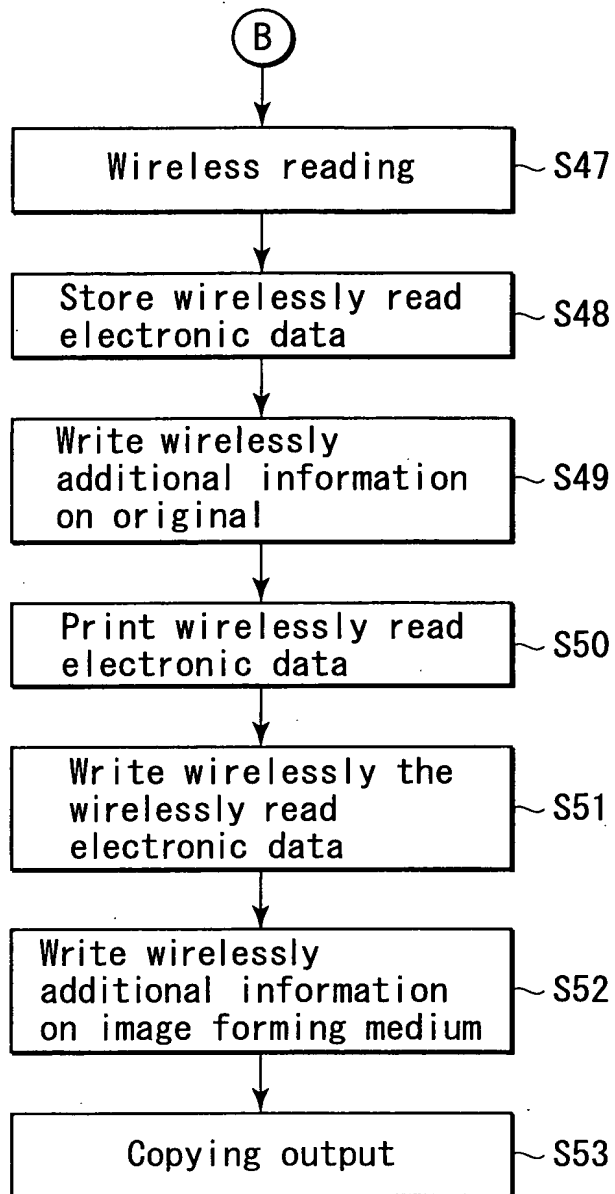 B
Wireless reading
S47
Store wirelessly read
electronic data
S48
Write wirelessly
additional information
on original
S49
Print wirelessly read
electronic data
S50
Write wirelessly the
wirelessly read
electronic data
S51
Write wirelessly
additional information
on image forming medium
S52
Copying output
S53